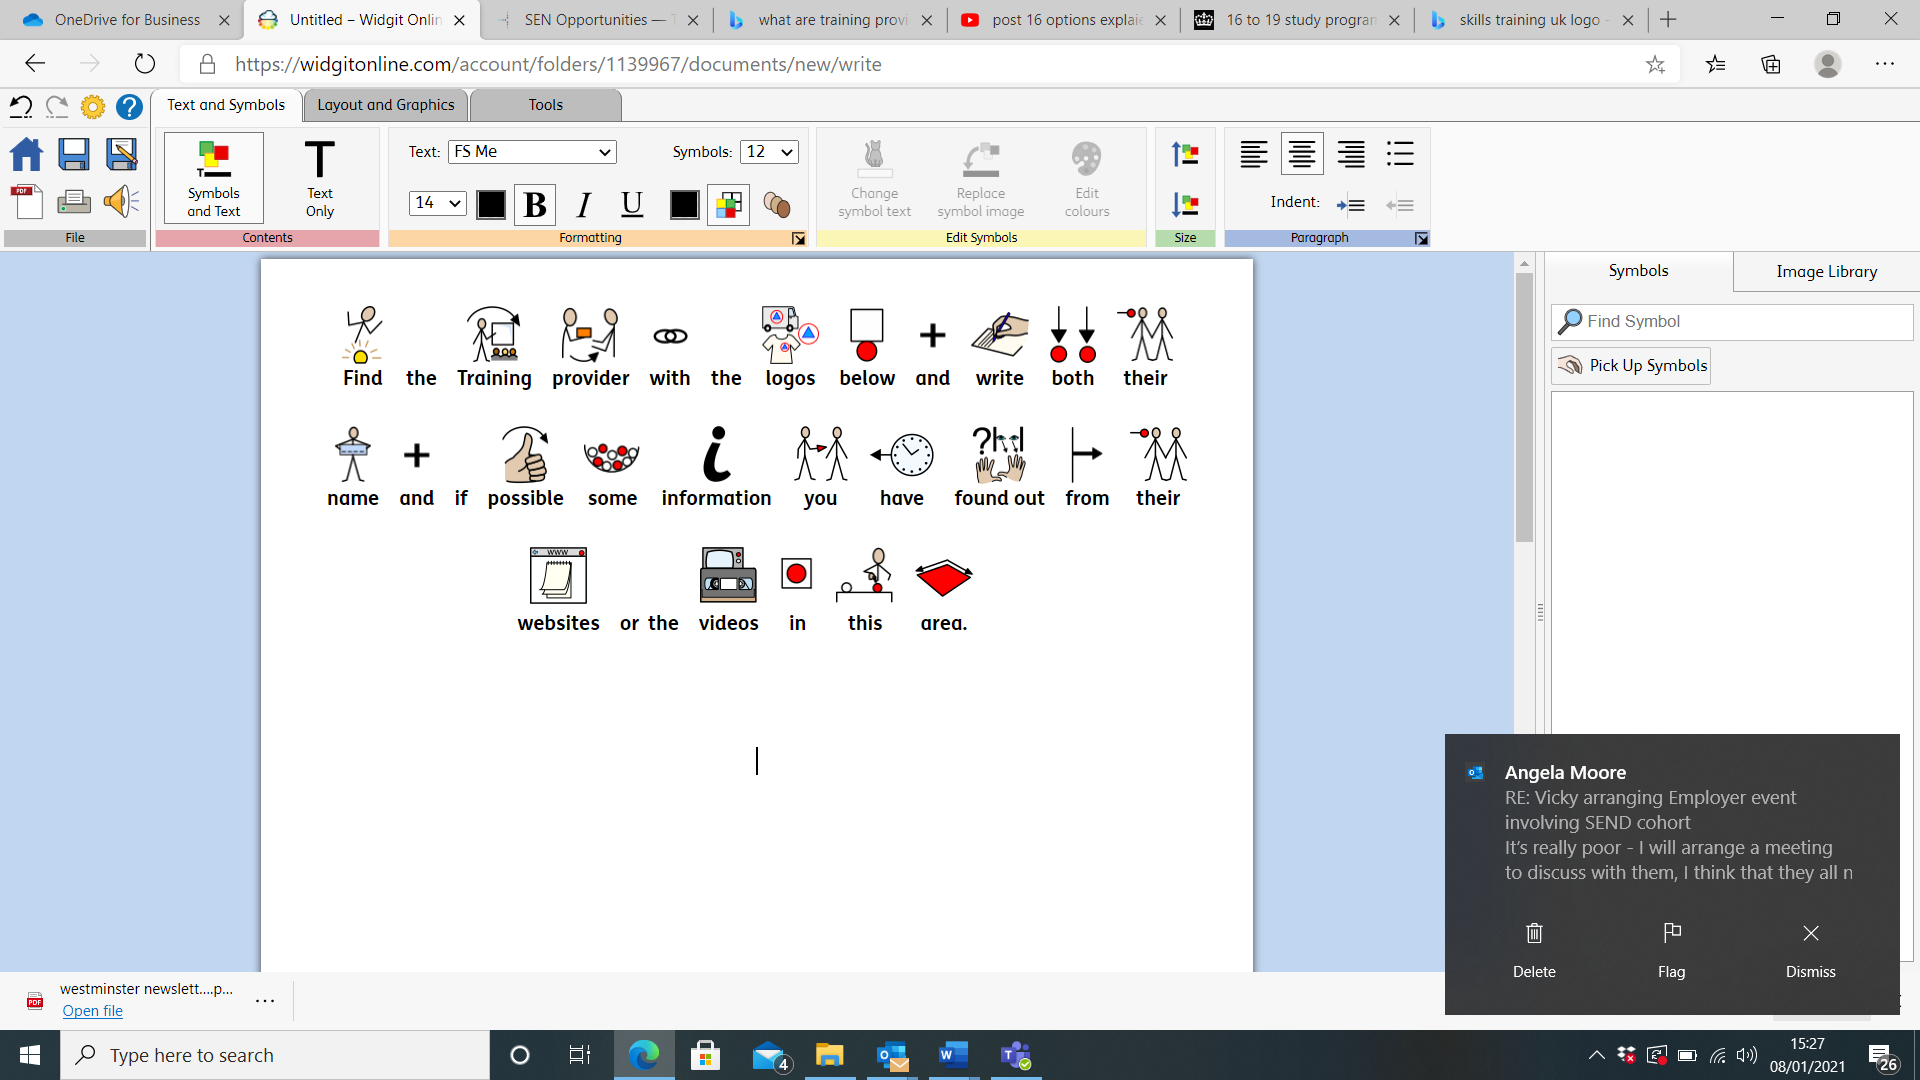 OneDrive for Business
Untitled – Widgit Onlin
SEN Opportunities — T
what are training provi
post 16 options explaie
16 to 19 study program
skills training uk logo -
https://widgitonline.com/account/folders/1139967/documents/new/write
Text and Symbols
Layout and Graphics
Tools
Text: FS Me
Symbols: 12
Symbols and Text
Text Only
14
B I U
Change symbol text
Replace symbol image
Edit colours
Indent:
File
Contents
Formatting
Edit Symbols
Size
Paragraph
Symbols
Image Library
Find Symbol
Pick Up Symbols
Find the Training provider with the logos below and write both their
name and if possible some information you have found out from their
WWW
websites or the videos in this area.
Angela Moore
RE: Vicky arranging Employer event
involving SEND cohort
It's really poor - I will arrange a meeting
to discuss with them, I think that they all n
Delete
Flag
Dismiss
PDF
westminster newslett....p...
Open file
Type here to search
4
15:27
08/01/2021
26